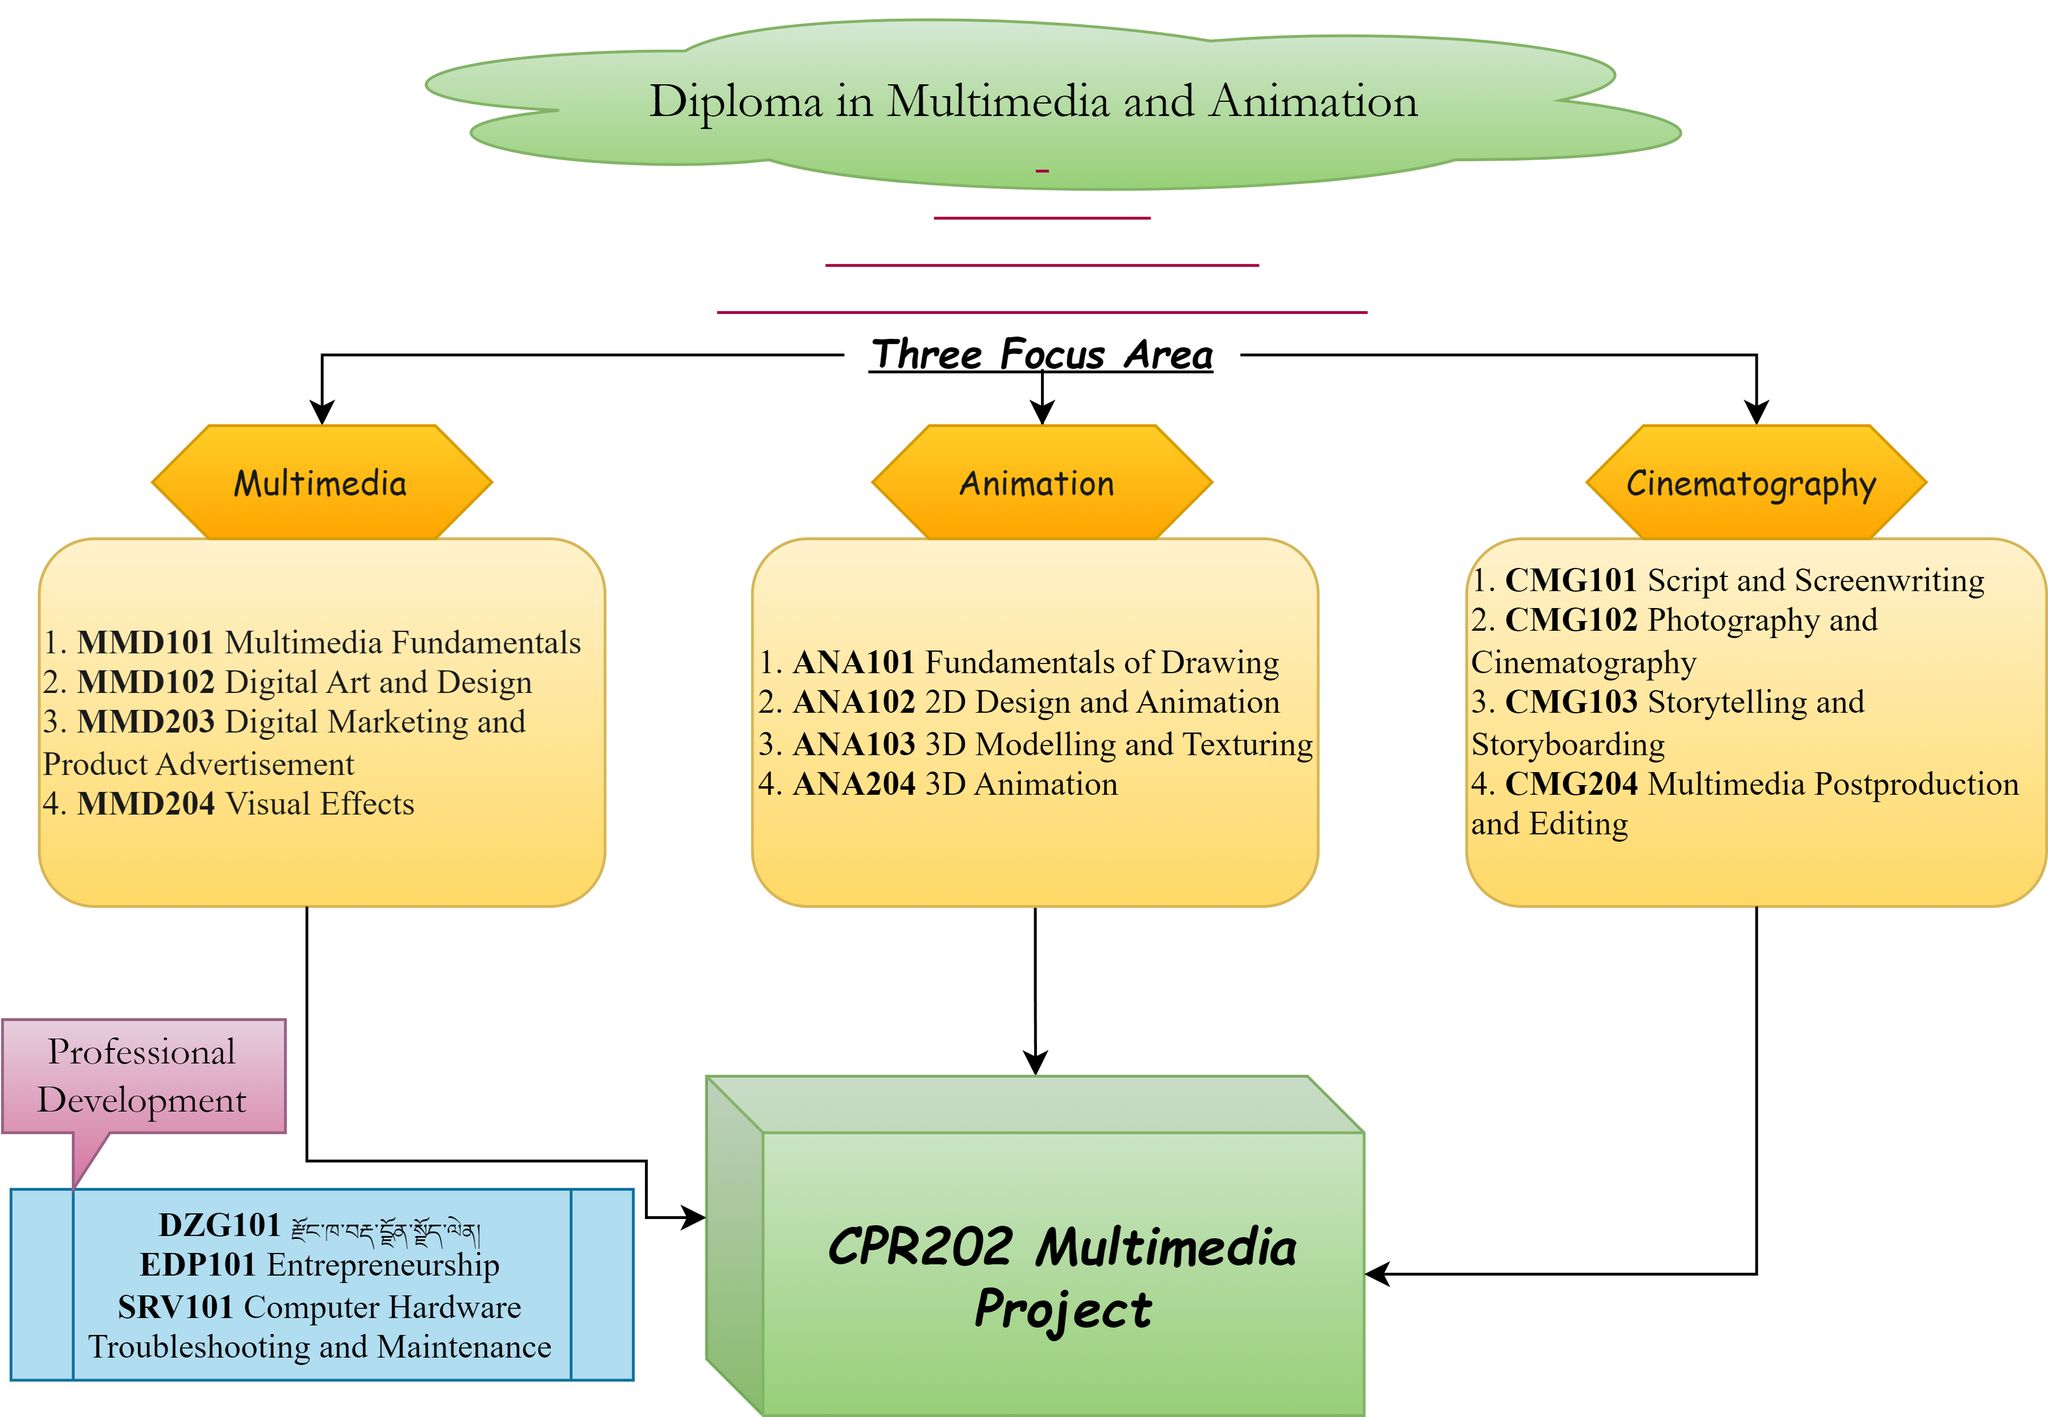 Diploma in Multimedia and Animation
Three Focus Area
Multimedia
1. MMD101 Multimedia Fundamentals
2. MMD102 Digital Art and Design
3. MMD203 Digital Marketing and
Product Advertisement
4. MMD204 Visual Effects
Animation
1. ANA101 Fundamentals of Drawing
2. ANA102 2D Design and Animation
3. ANA103 3D Modelling and Texturing
4. ANA204 3D Animation
Cinematography
1. CMG101 Script and Screenwriting
2. CMG102 Photography and
Cinematography
3. CMG103 Storytelling and
Storyboarding
4. CMG204 Multimedia Postproduction
and Editing
Professional
Development
DZG101 རྫོང་ཁ་བརྡ་
EDP101 Entrepreneurship
SRV101 Computer Hardware
Troubleshooting and Maintenance
CPR202 Multimedia
Project